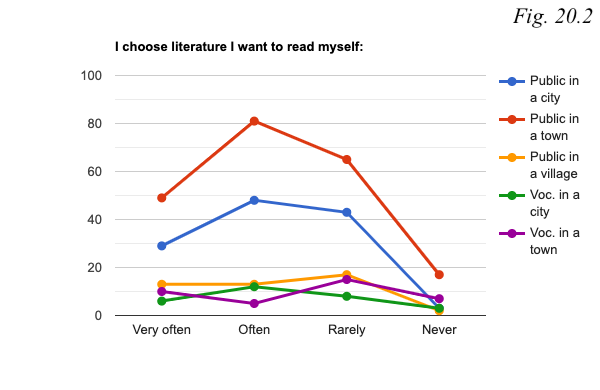 Fig. 20.2
I choose literature I want to read myself:
100
80
60
40
20
0
Very often
Often
Rarely
Never
Public in
a city
Public in
a town
Public in
a village
Voc. in a
city
Voc. in a
town